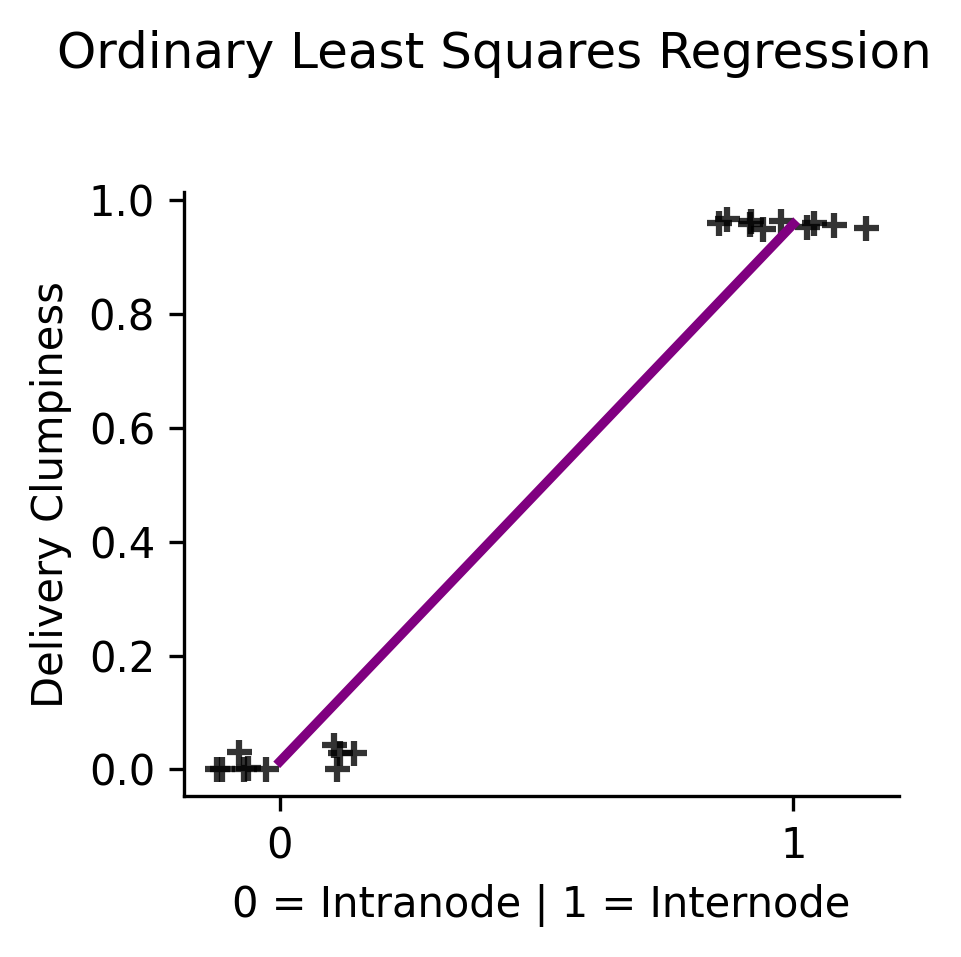 Ordinary Least Squares Regression
Delivery Clumpiness
1.0
0.8
0.6
0.4
0.2
0.0
0
1
0 = Intranode | 1 = Internode